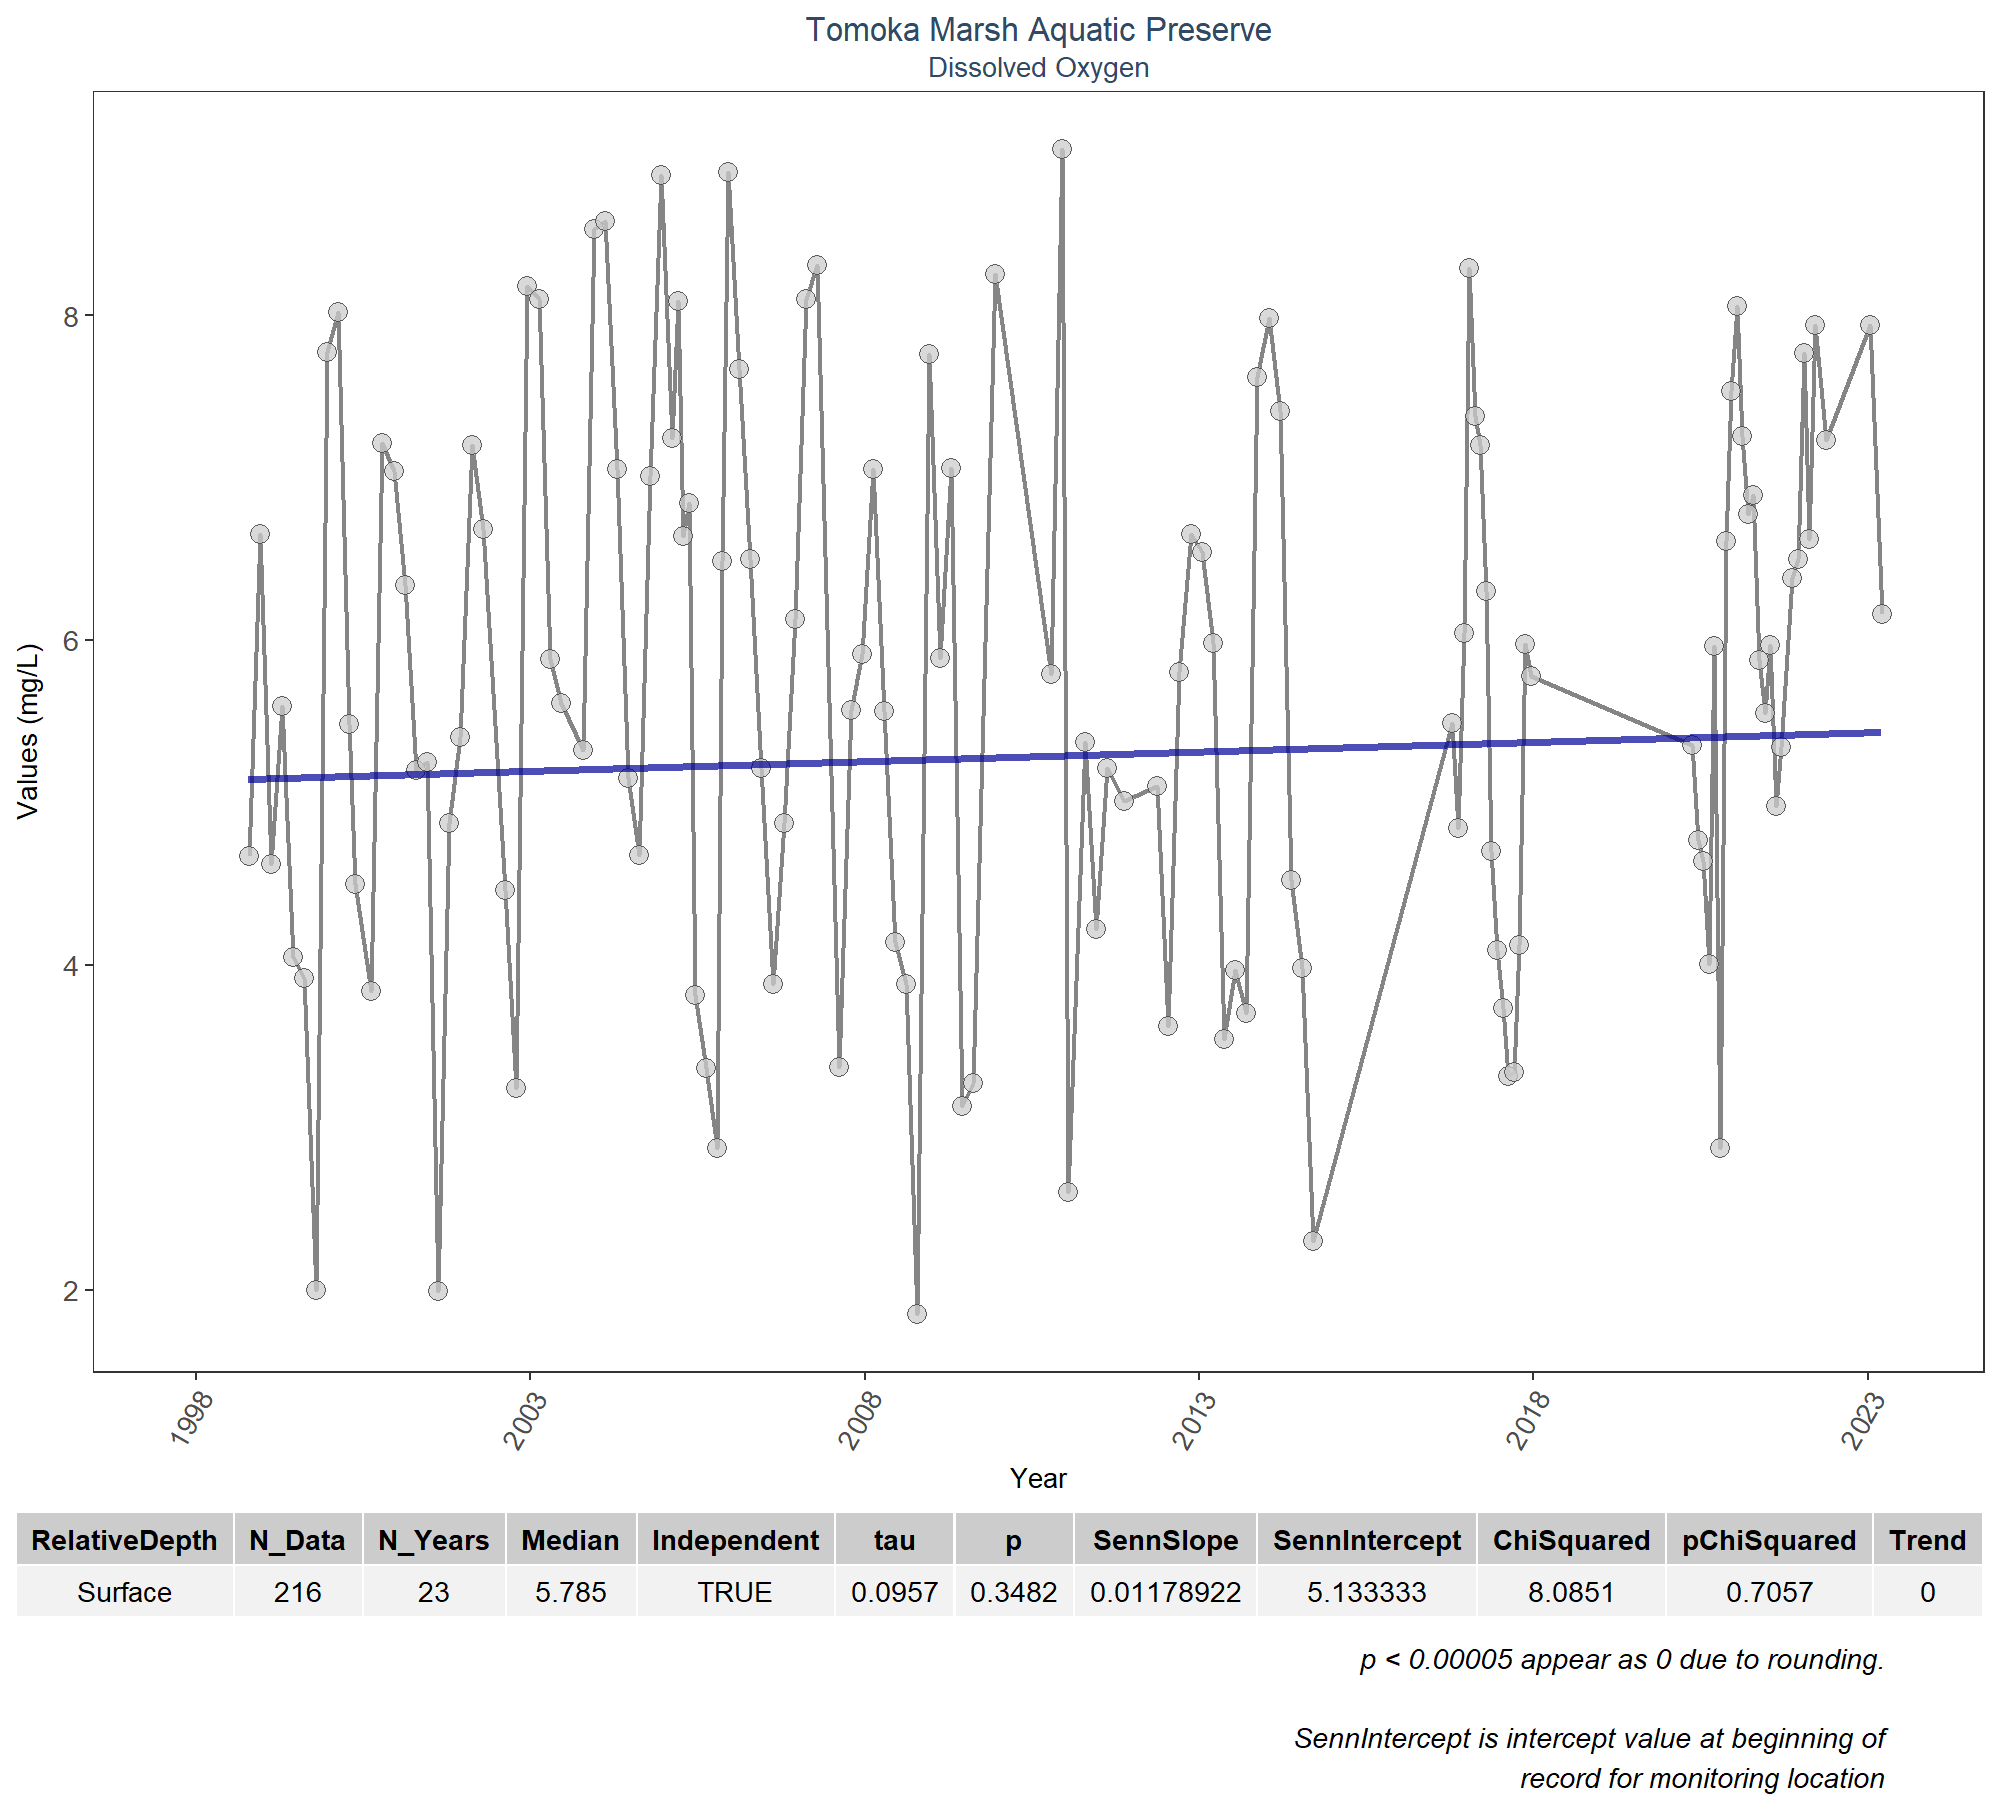 Tomoka Marsh Aquatic Preserve
Dissolved Oxygen
Values (mg/L)
8
6
4
2
1998 2003 2008 2013 2018 2023
Year
RelativeDepth N_Data N_Years Median Independent tau p SennSlope SennIntercept ChiSquared pChiSquared Trend
Surface 216 23 5.785 TRUE 0.0957 0.3482 0.01178922 5.133333 8.0851 0.7057 0
p < 0.00005 appear as 0 due to rounding.
SennIntercept is intercept value at beginning of
record for monitoring location